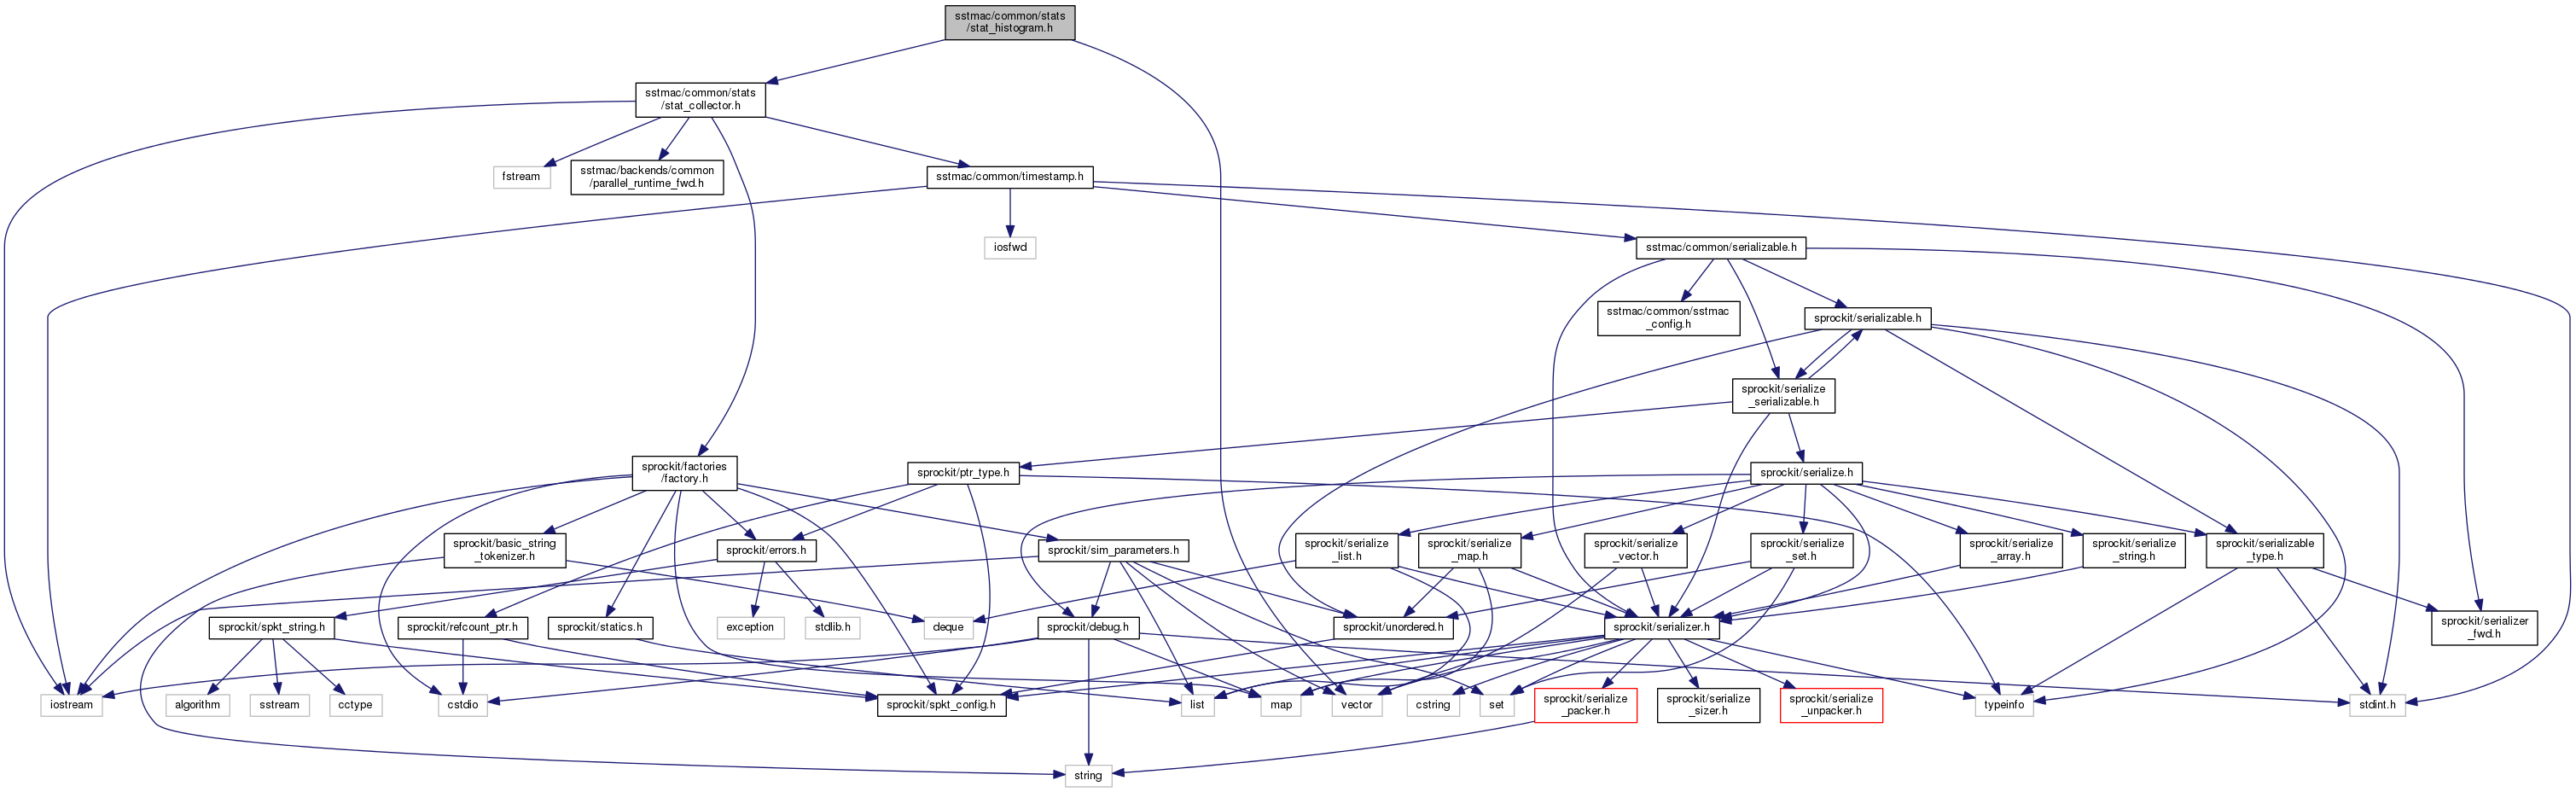 sstmac/common/stats
/stat_histogram.h
sstmac/common/stats
/stat_collector.h
fstream
sstmac/backends/common
/parallel_runtime_fwd.h
sstmac/common/timestamp.h
iosfwd
sstmac/common/serializable.h
sstmac/common/sstmac
_config.h
sprockit/serializable.h
sprockit/serialize
_serializable.h
sprockit/factories
/factory.h
sprockit/ptr_type.h
sprockit/serialize.h
sprockit/basic_string
_tokenizer.h
sprockit/errors.h
sprockit/sim_parameters.h
sprockit/serialize
_list.h
sprockit/serialize
_map.h
sprockit/serialize
_vector.h
sprockit/serialize
_set.h
sprockit/serialize
_array.h
sprockit/serialize
_string.h
sprockit/serializable
_type.h
sprockit/spkt_string.h
sprockit/refcount_ptr.h
sprockit/statics.h
exception
stdlib.h
deque
sprockit/debug.h
sprockit/unordered.h
sprockit/serializer.h
sprockit/serializer
_fwd.h
iostream
algorithm
sstream
cctype
cstdio
sprockit/spkt_config.h
list
map
vector
cstring
set
sprockit/serialize
_packer.h
sprockit/serialize
_sizer.h
sprockit/serialize
_unpacker.h
typeinfo
stdint.h
string